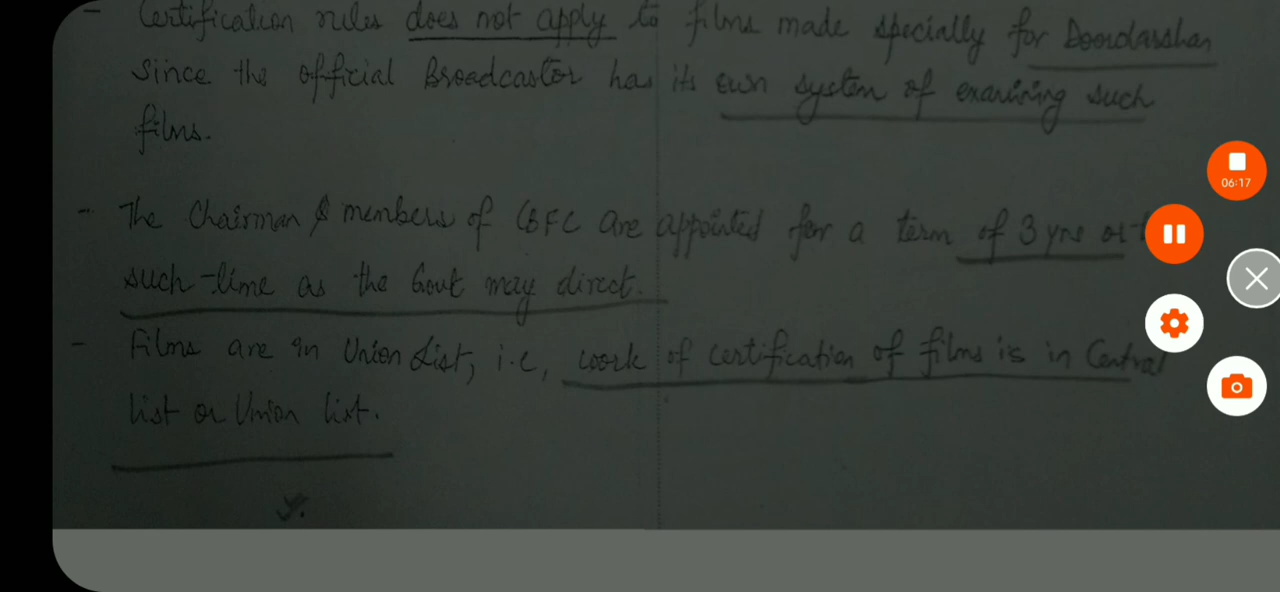 - Certification rules does not apply to films made specially for Doordarshan
since the official Broadcaster has its own system of examining such
films.
- The Chairman & members of CBFC are appointed for a term of 3 yrs or
such time as the Govt may direct.
- Films are in Union List, i.e, work of certification of films is in Central
list or Union list.
06:17